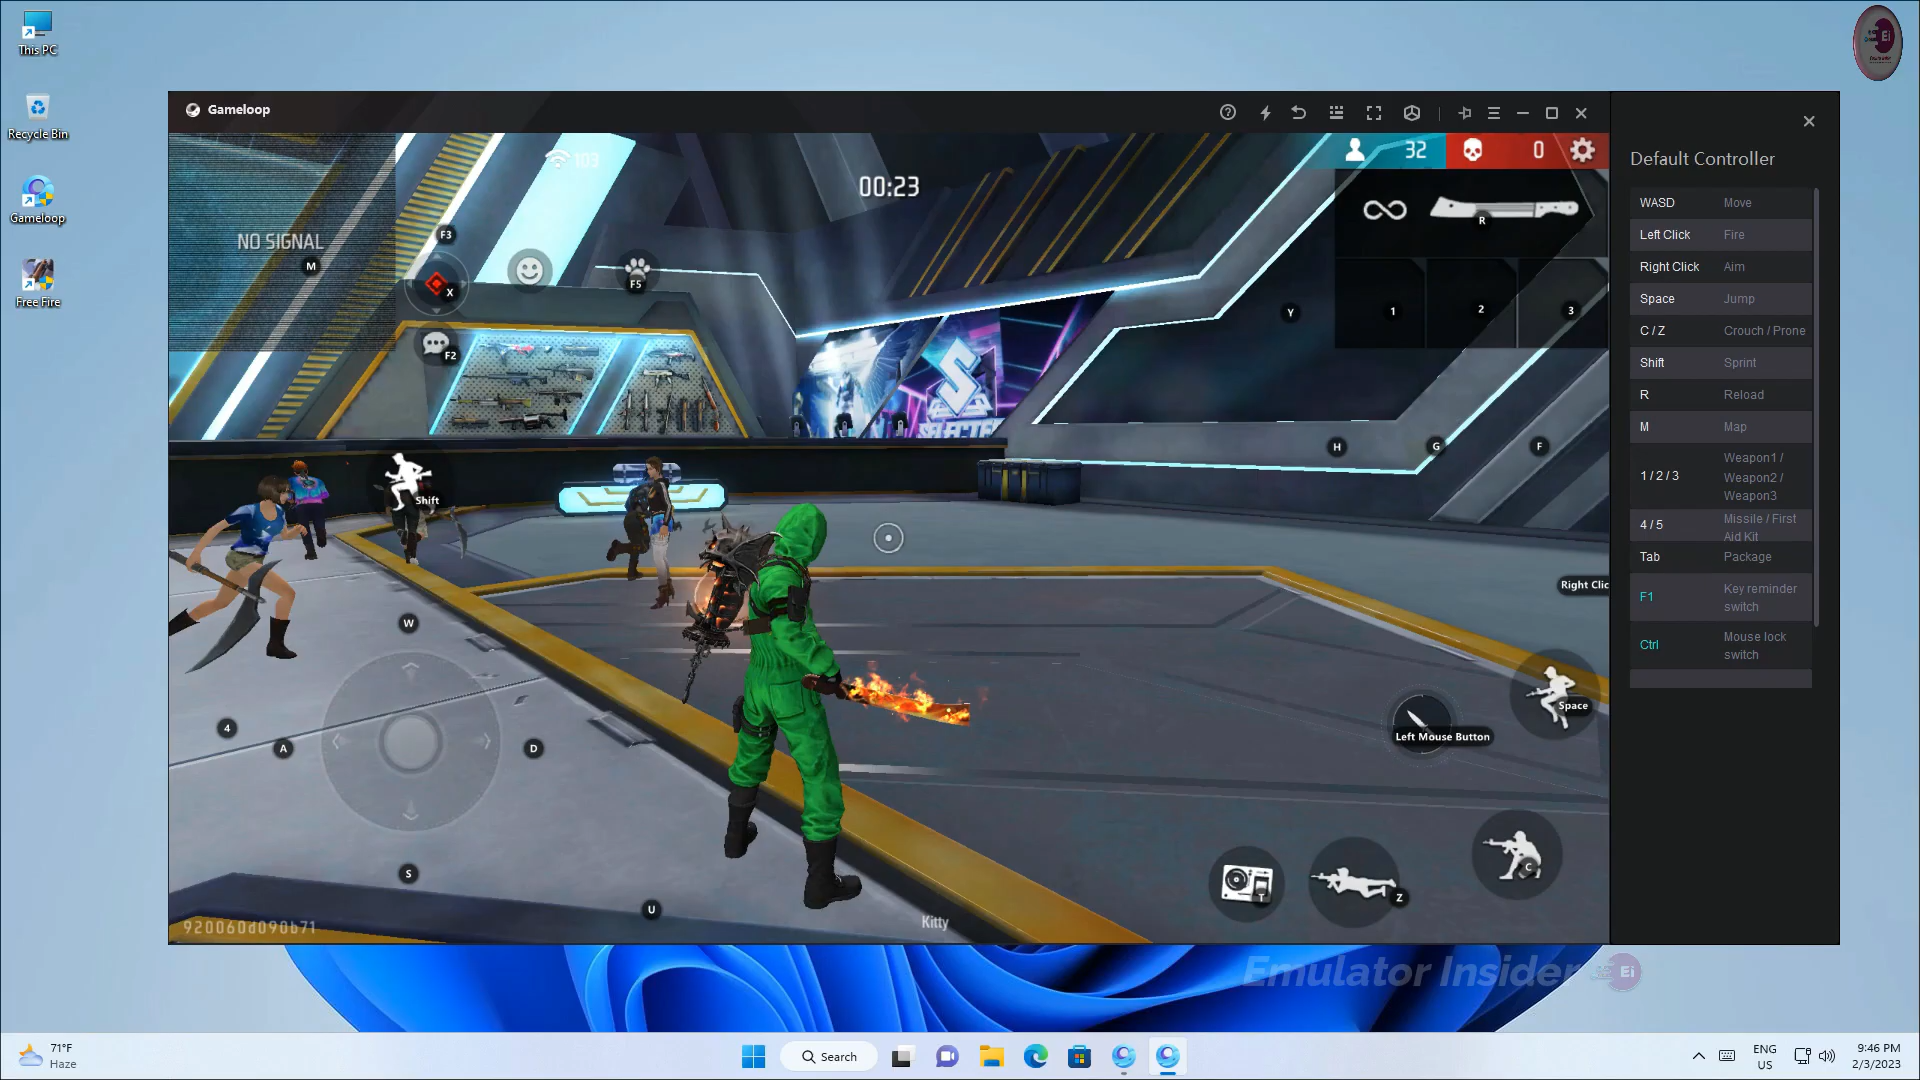 This PC
Recycle Bin
Gameloop
Free Fire
Gameloop
Ei
NO SIGNAL
M
103
00:23
32
0
F3
X
F5
F2
R
Y
1
2
3
H
G
F
SELECTED
Shift
Right Clic
W
4
A
D
S
U
Space
Left Mouse Button
T
Z
C
920060d090b71
Kitty
Default Controller
WASD Move
Left Click Fire
Right Click Aim
Space Jump
C / Z Crouch / Prone
Shift Sprint
R Reload
M Map
1 / 2 / 3 Weapon1 /
Weapon2 /
Weapon3
4 / 5 Missile / First
Aid Kit
Tab Package
F1 Key reminder
switch
Ctrl Mouse lock
switch
Emulator Insider Ei
71°F
Haze
Search
ENG
US
9:46 PM
2/3/2023